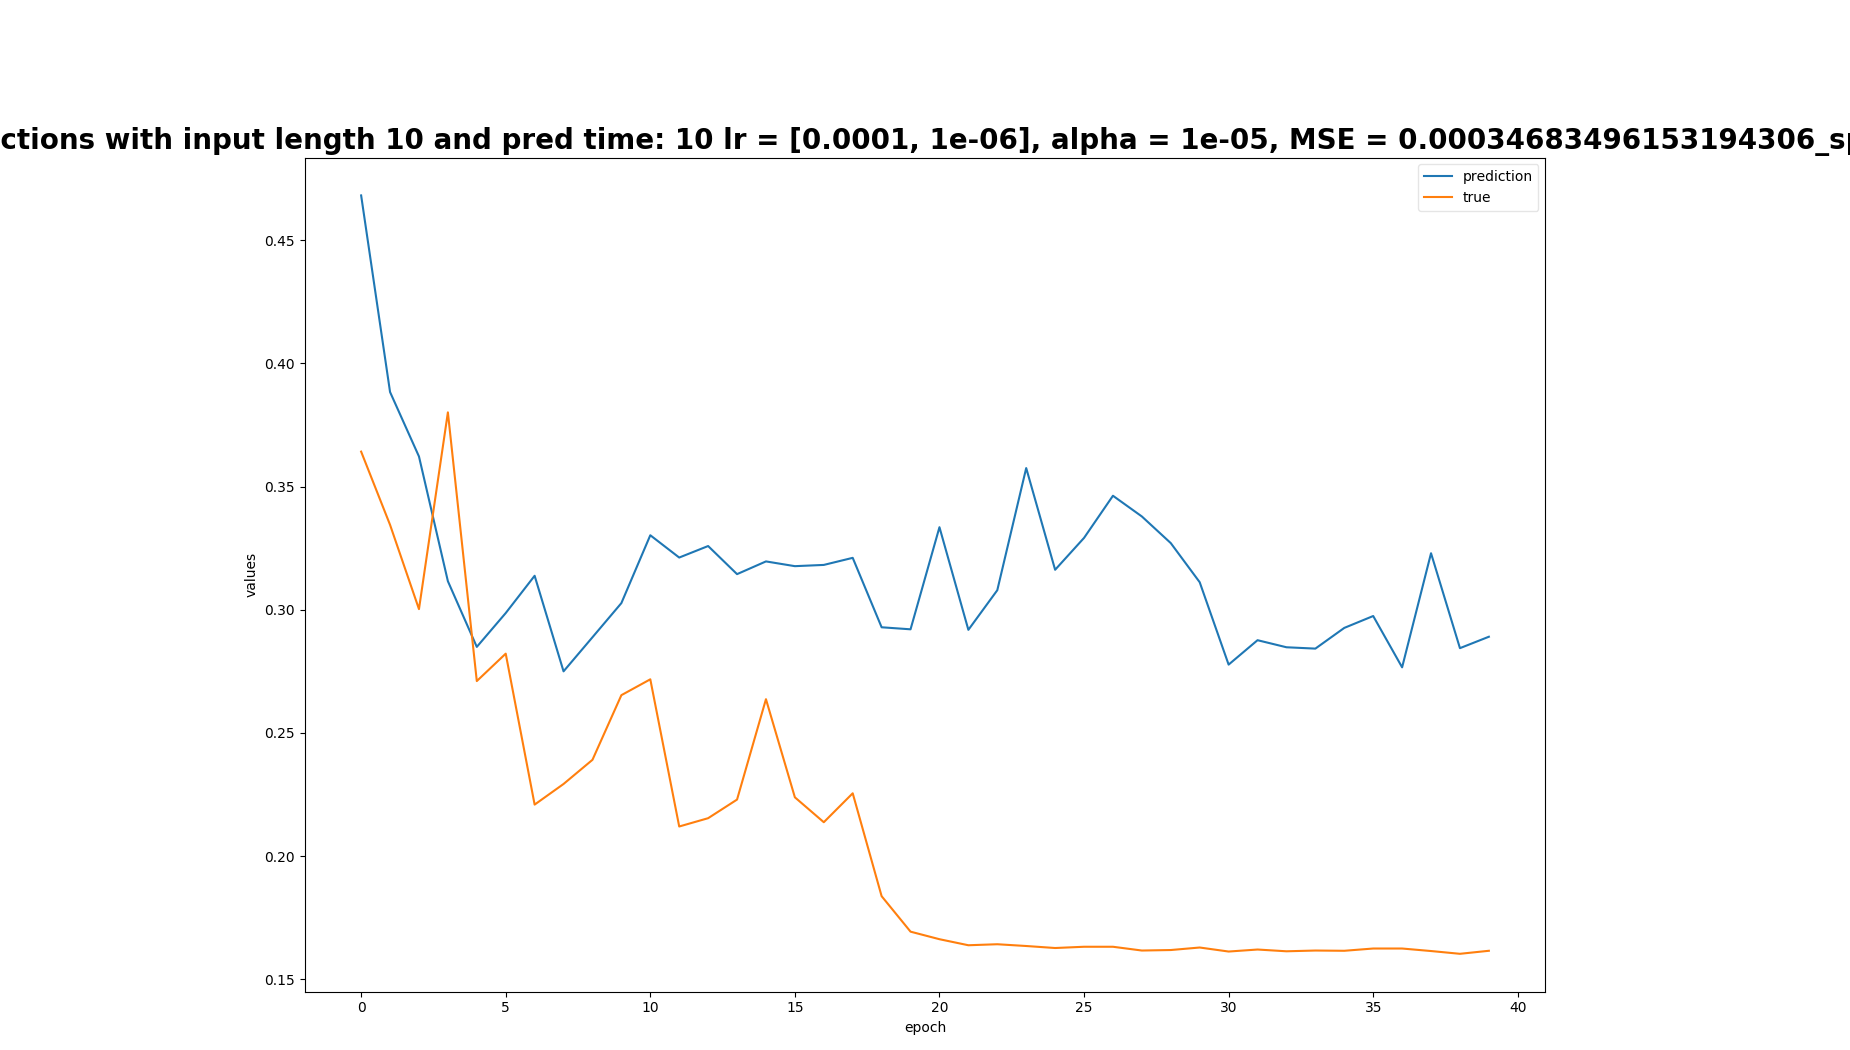 ctions with input length 10 and pred time: 10 lr = [0.0001, 1e-06], alpha = 1e-05, MSE = 0.00034683496153194306_sp
prediction
true
0.45
0.40
0.35
0.30
0.25
0.20
0.15
values
0 5 10 15 20 25 30 35 40
epoch